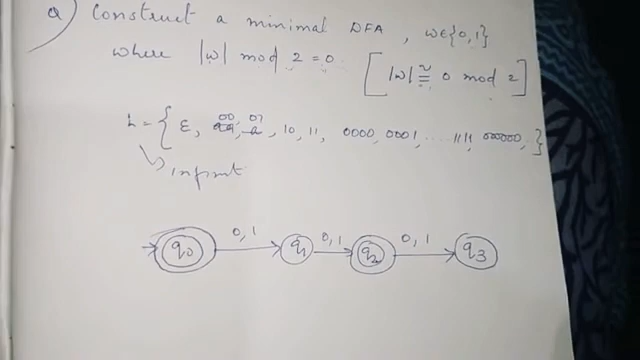 Q) Construct a minimal DFA, w∈{0,1}
where |w| mod 2 = 0 [|w| ≅ 0 mod 2]
L = { ε, 00, 01, 10, 11, 0000, 0001, .... 1111, 000000, }
↳ infinit
0,1 0,1 0,1
q0 q1 q2 q3